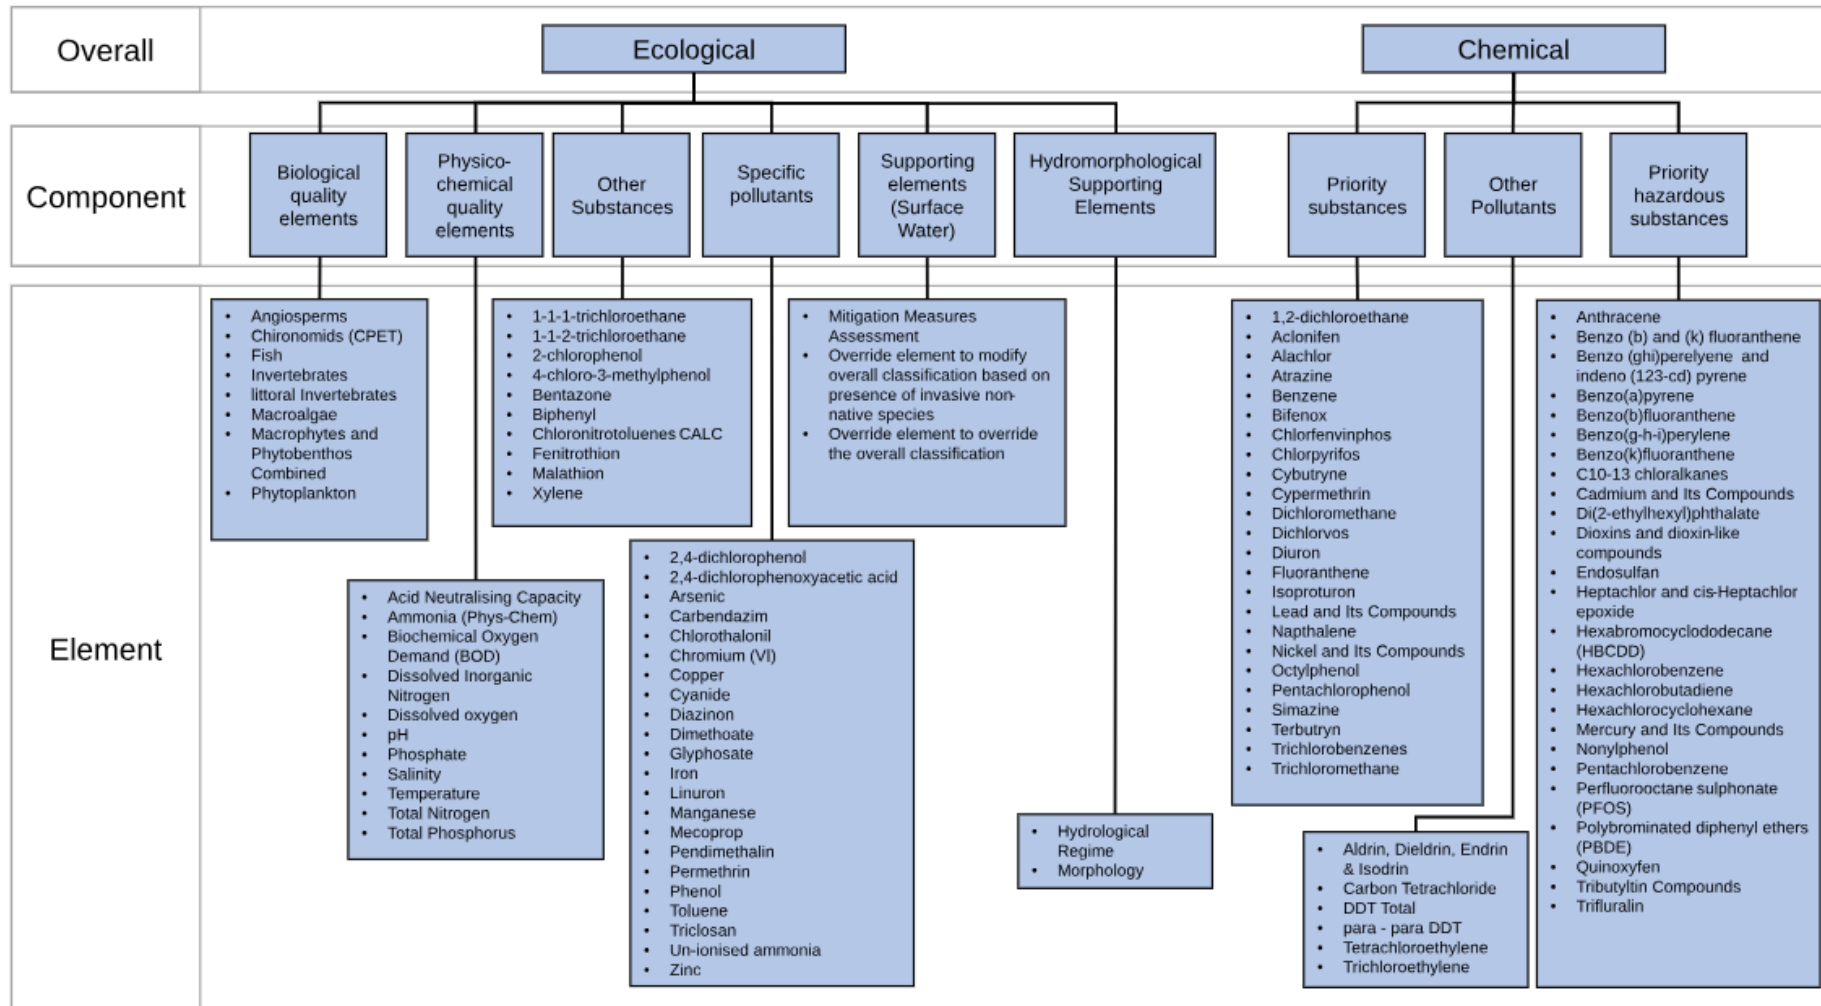 Overall
Ecological
Chemical
Component
Biological
quality
elements
Physico-
chemical
quality
elements
Other
Substances
Specific
pollutants
Supporting
elements
(Surface
Water)
Hydromorphological
Supporting
Elements
Priority
substances
Other
Pollutants
Priority
hazardous
substances
Element
• Angiosperms
• Chironomids (CPET)
• Fish
• Invertebrates
• littoral Invertebrates
• Macroalgae
• Macrophytes and
Phytobenthos
Combined
• Phytoplankton
• Acid Neutralising Capacity
• Ammonia (Phys-Chem)
• Biochemical Oxygen
Demand (BOD)
• Dissolved Inorganic
Nitrogen
• Dissolved oxygen
• pH
• Phosphate
• Salinity
• Temperature
• Total Nitrogen
• Total Phosphorus
• 1-1-1-trichloroethane
• 1-1-2-trichloroethane
• 2-chlorophenol
• 4-chloro-3-methylphenol
• Bentazone
• Biphenyl
• Chloronitrotoluenes CALC
• Fenitrothion
• Malathion
• Xylene
• 2,4-dichlorophenol
• 2,4-dichlorophenoxyacetic acid
• Arsenic
• Carbendazim
• Chlorothalonil
• Chromium (VI)
• Copper
• Cyanide
• Diazinon
• Dimethoate
• Glyphosate
• Iron
• Linuron
• Manganese
• Mecoprop
• Pendimethalin
• Permethrin
• Phenol
• Toluene
• Triclosan
• Un-ionised ammonia
• Zinc
• Mitigation Measures
Assessment
• Override element to modify
overall classification based on
presence of invasive non-
native species
• Override element to override
the overall classification
• Hydrological
Regime
• Morphology
• 1,2-dichloroethane
• Aclonifen
• Alachlor
• Atrazine
• Benzene
• Bifenox
• Chlorfenvinphos
• Chlorpyrifos
• Cybutryne
• Cypermethrin
• Dichloromethane
• Dichlorvos
• Diuron
• Fluoranthene
• Isoproturon
• Lead and Its Compounds
• Napthalene
• Nickel and Its Compounds
• Octylphenol
• Pentachlorophenol
• Simazine
• Terbutryn
• Trichlorobenzenes
• Trichloromethane
• Aldrin, Dieldrin, Endrin
& Isodrin
• Carbon Tetrachloride
• DDT Total
• para - para DDT
• Tetrachloroethylene
• Trichloroethylene
• Anthracene
• Benzo (b) and (k) fluoranthene
• Benzo (ghi)perelyene and
indeno (123-cd) pyrene
• Benzo(a)pyrene
• Benzo(b)fluoranthene
• Benzo(g-h-i)perylene
• Benzo(k)fluoranthene
• C10-13 chloralkanes
• Cadmium and Its Compounds
• Di(2-ethylhexyl)phthalate
• Dioxins and dioxin-like
compounds
• Endosulfan
• Heptachlor and cis-Heptachlor
epoxide
• Hexabromocyclododecane
(HBCDD)
• Hexachlorobenzene
• Hexachlorobutadiene
• Hexachlorocyclohexane
• Mercury and Its Compounds
• Nonylphenol
• Pentachlorobenzene
• Perfluorooctane sulphonate
(PFOS)
• Polybrominated diphenyl ethers
(PBDE)
• Quinoxyfen
• Tributyltin Compounds
• Trifluralin